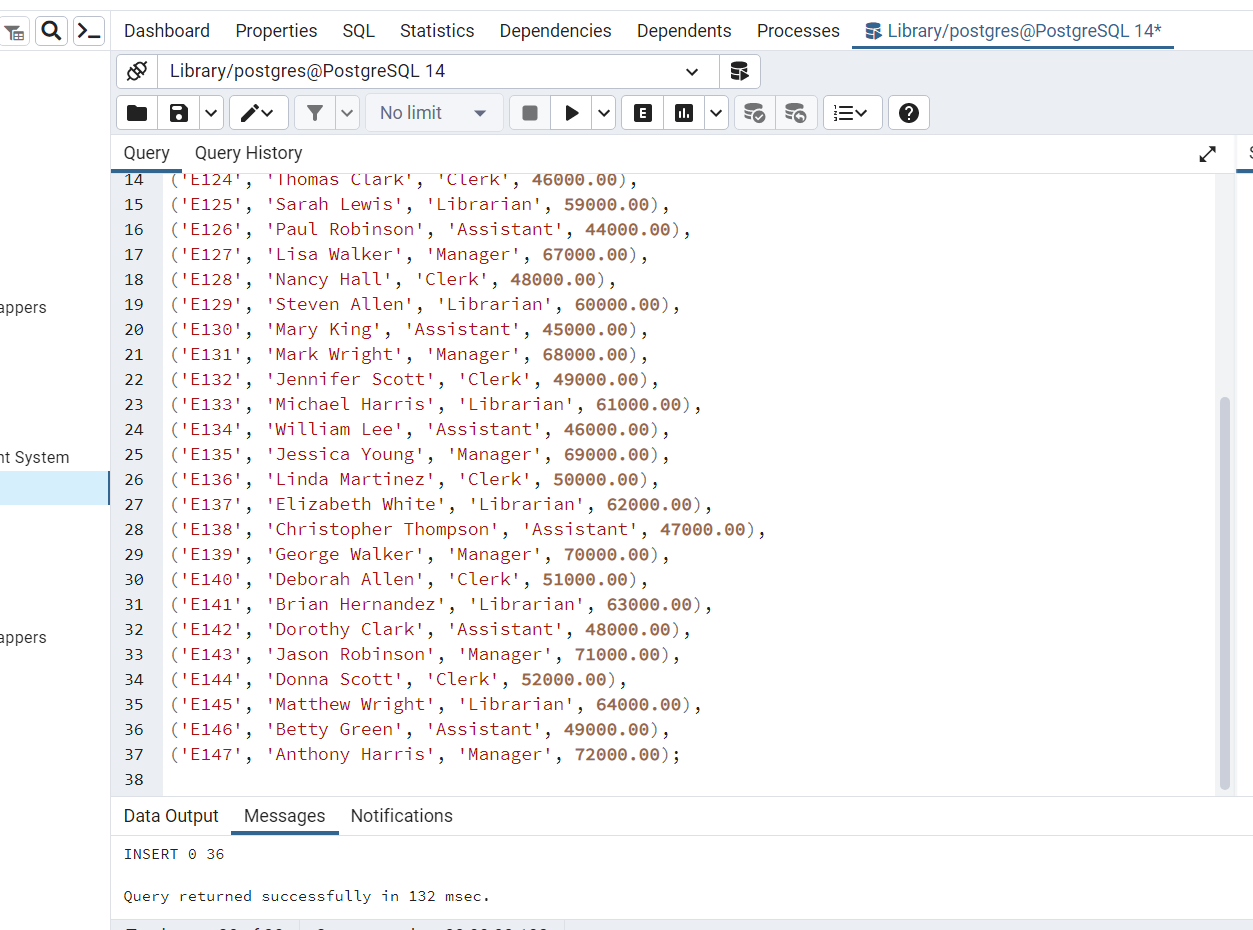 Dashboard Properties SQL Statistics Dependencies Dependents Processes Library/postgres@PostgreSQL 14*
Library/postgres@PostgreSQL 14
No limit
E
Query Query History
14 ('E124', 'Thomas Clark', 'Clerk', 46000.00),
15 ('E125', 'Sarah Lewis', 'Librarian', 59000.00),
16 ('E126', 'Paul Robinson', 'Assistant', 44000.00),
17 ('E127', 'Lisa Walker', 'Manager', 67000.00),
18 ('E128', 'Nancy Hall', 'Clerk', 48000.00),
19 ('E129', 'Steven Allen', 'Librarian', 60000.00),
20 ('E130', 'Mary King', 'Assistant', 45000.00),
21 ('E131', 'Mark Wright', 'Manager', 68000.00),
22 ('E132', 'Jennifer Scott', 'Clerk', 49000.00),
23 ('E133', 'Michael Harris', 'Librarian', 61000.00),
24 ('E134', 'William Lee', 'Assistant', 46000.00),
25 ('E135', 'Jessica Young', 'Manager', 69000.00),
26 ('E136', 'Linda Martinez', 'Clerk', 50000.00),
27 ('E137', 'Elizabeth White', 'Librarian', 62000.00),
28 ('E138', 'Christopher Thompson', 'Assistant', 47000.00),
29 ('E139', 'George Walker', 'Manager', 70000.00),
30 ('E140', 'Deborah Allen', 'Clerk', 51000.00),
31 ('E141', 'Brian Hernandez', 'Librarian', 63000.00),
32 ('E142', 'Dorothy Clark', 'Assistant', 48000.00),
33 ('E143', 'Jason Robinson', 'Manager', 71000.00),
34 ('E144', 'Donna Scott', 'Clerk', 52000.00),
35 ('E145', 'Matthew Wright', 'Librarian', 64000.00),
36 ('E146', 'Betty Green', 'Assistant', 49000.00),
37 ('E147', 'Anthony Harris', 'Manager', 72000.00);
38
appers
nt System
appers
Data Output Messages Notifications
INSERT 0 36
Query returned successfully in 132 msec.